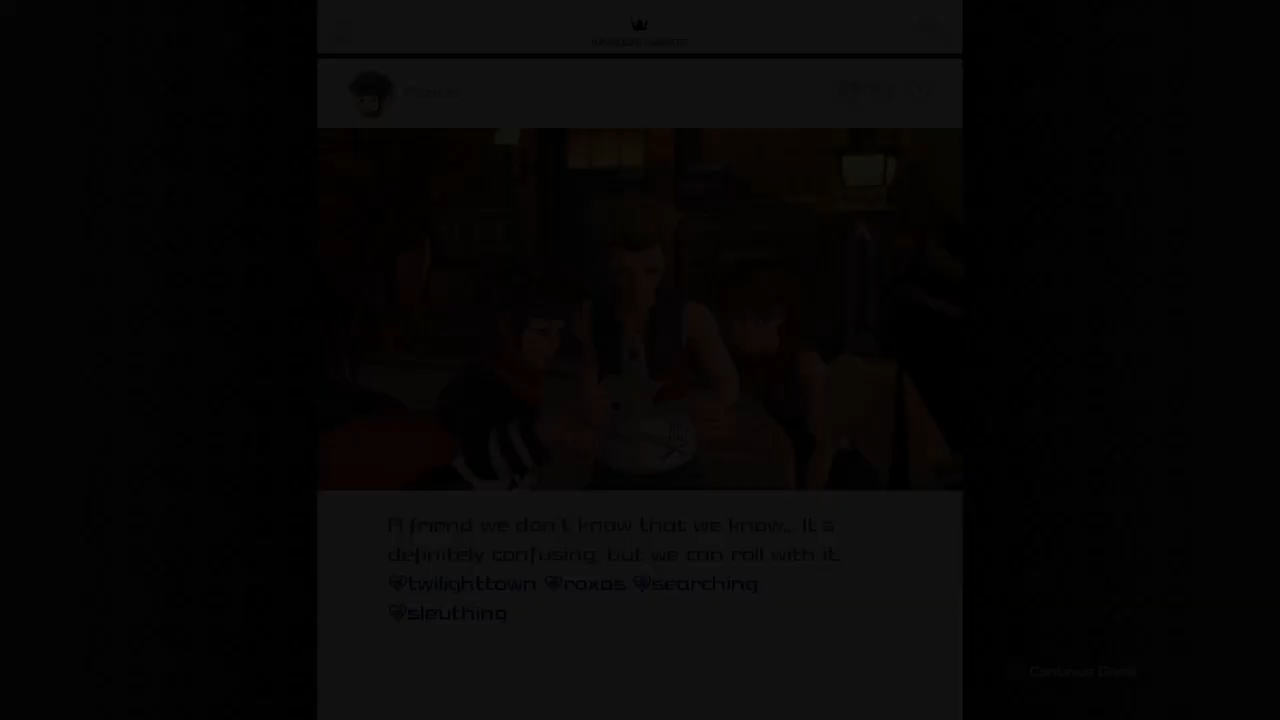 A friend we don't know that we know... It's
definitely confusing, but we can roll with it.
twilighttown roxas searching
sleuthing